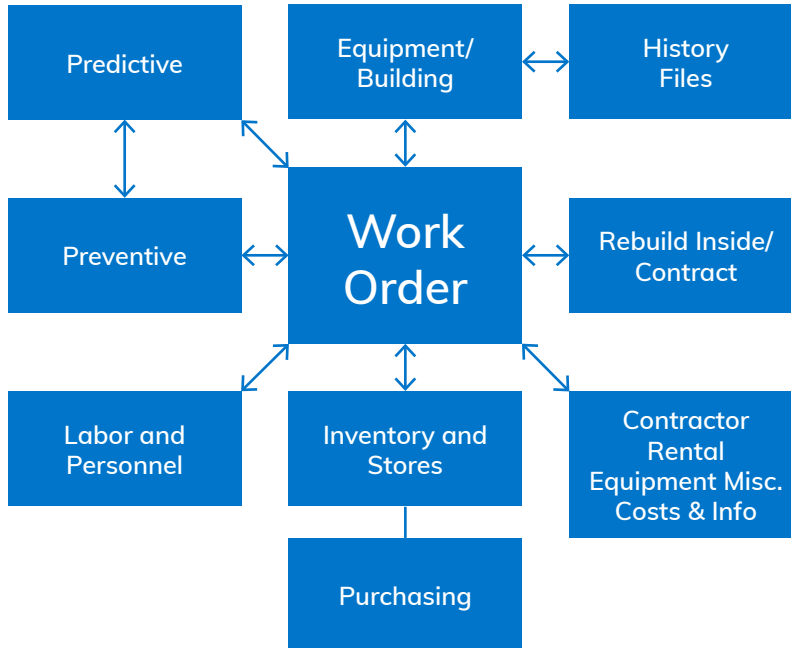 Predictive
Equipment/
Building
History
Files
Preventive
Work
Order
Rebuild Inside/
Contract
Labor and
Personnel
Inventory and
Stores
Contractor
Rental
Equipment Misc.
Costs & Info
Purchasing